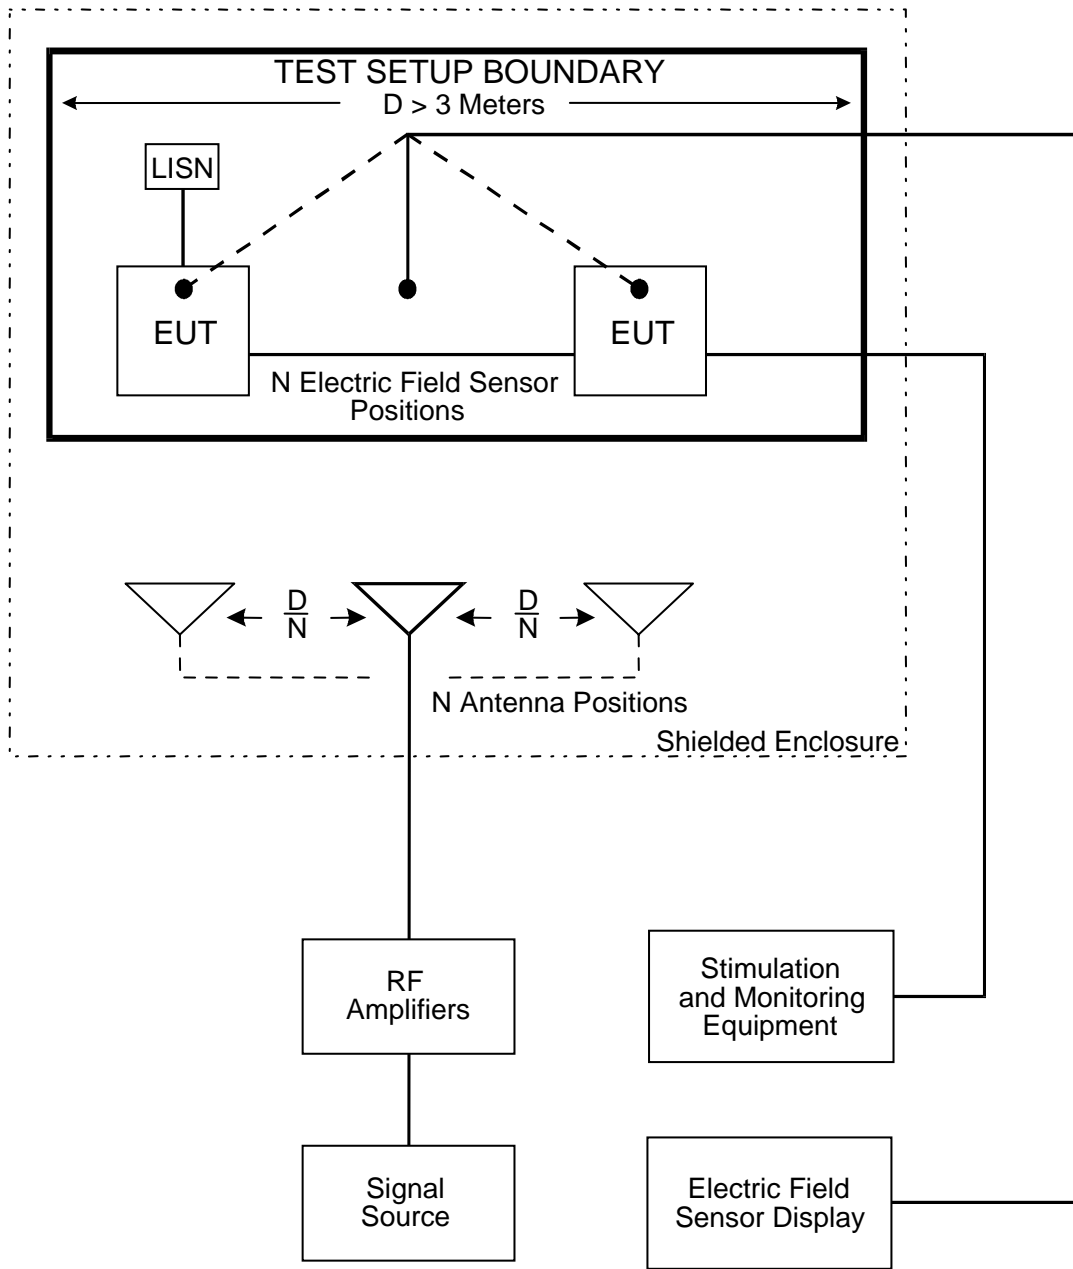 TEST SETUP BOUNDARY
D > 3 Meters
LISN
EUT
EUT
N Electric Field Sensor
Positions
D
N
D
N
N Antenna Positions
Shielded Enclosure
RF
Amplifiers
Stimulation
and Monitoring
Equipment
Signal
Source
Electric Field
Sensor Display